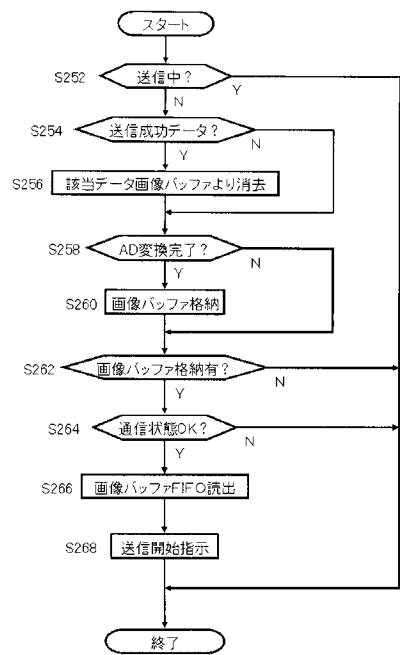 スタート
S252 送信中？ Y
N
S254 送信成功データ？ N
Y
S256 該当データ画像バッファより消去
S258 AD変換完了？ N
Y
S260 画像バッファ格納
S262 画像バッファ格納有？ N
Y
S264 通信状態OK？ N
Y
S266 画像バッファFIFO読出
S268 送信開始指示
終了